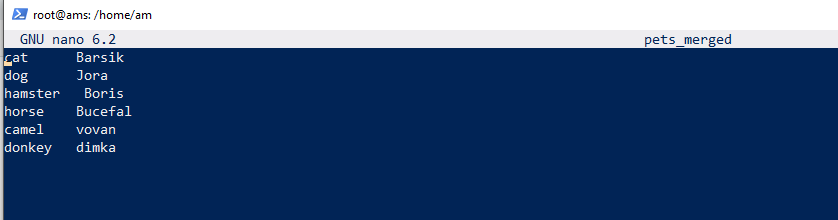 root@ams: /home/am
GNU nano 6.2 pets_merged
cat Barsik
dog Jora
hamster Boris
horse Bucefal
camel vovan
donkey dimka